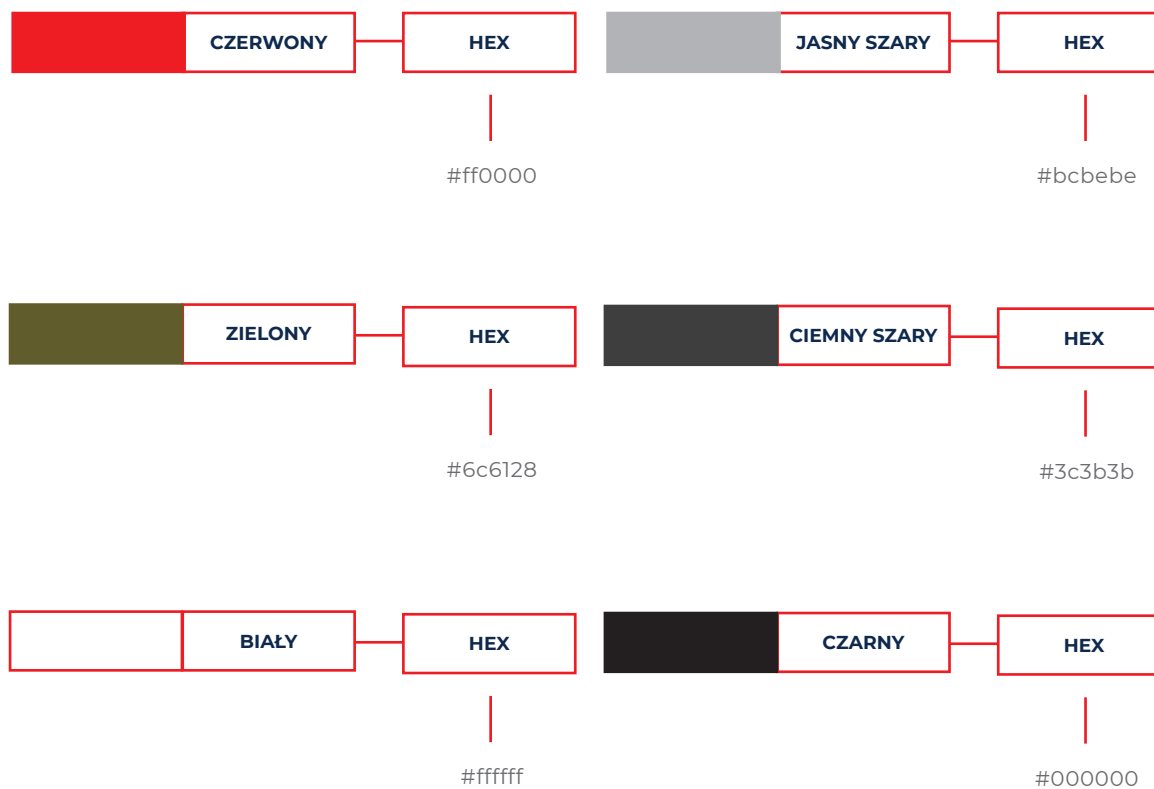 CZERWONY
HEX
#ff0000
JASNY SZARY
HEX
#bcbebe
ZIELONY
HEX
#6c6128
CIEMNY SZARY
HEX
#3c3b3b
BIAŁY
HEX
#ffffff
CZARNY
HEX
#000000